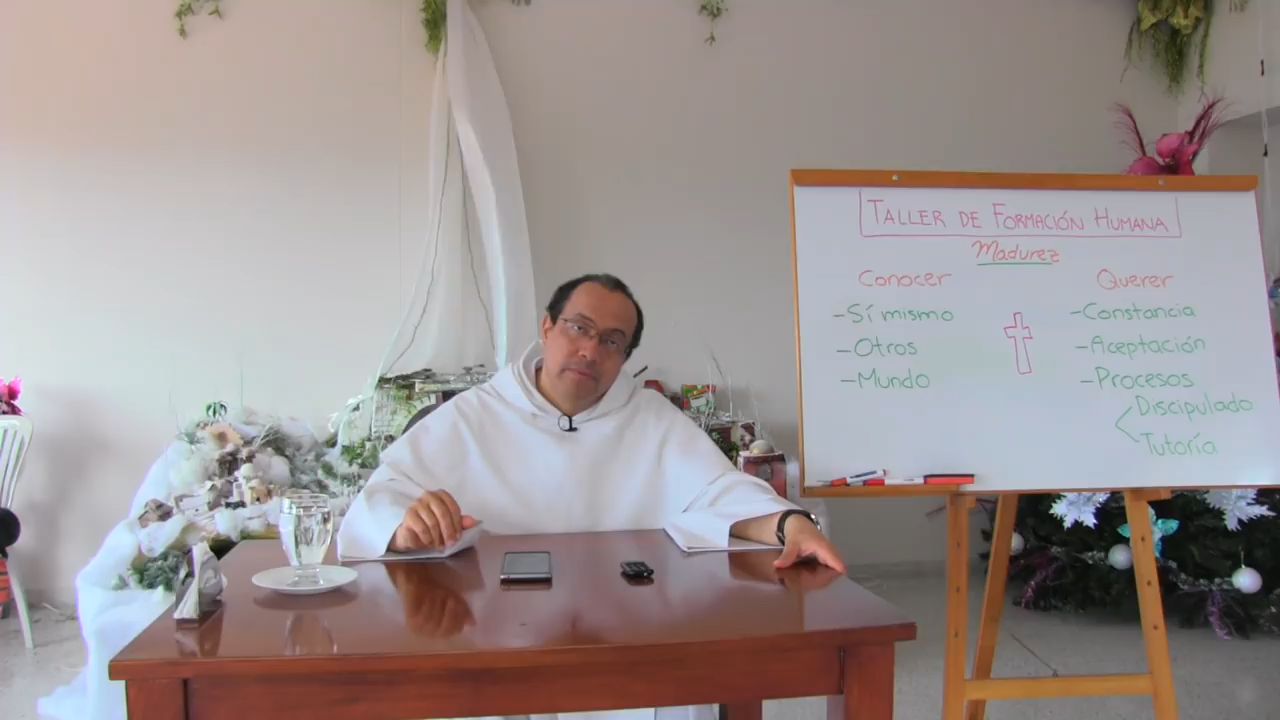 TALLER DE FORMACIÓN HUMANA
Madurez
Conocer
-Sí mismo
-Otros
-Mundo
Querer
-Constancia
-Aceptación
-Procesos
Discipulado
Tutoría